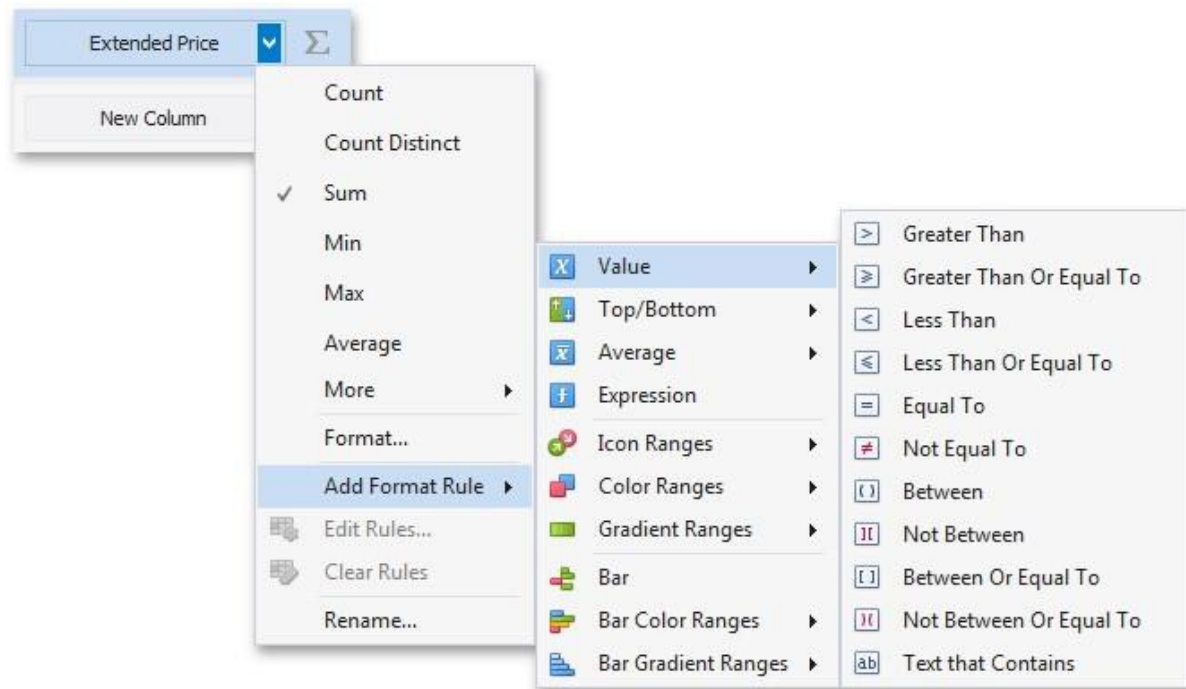 Extended Price
Σ
New Column
Count
Count Distinct
Sum
Min
Max
Average
More
Format...
Add Format Rule
Edit Rules...
Clear Rules
Rename...
Value
Top/Bottom
Average
Expression
Icon Ranges
Color Ranges
Gradient Ranges
Bar
Bar Color Ranges
Bar Gradient Ranges
Greater Than
Greater Than Or Equal To
Less Than
Less Than Or Equal To
Equal To
Not Equal To
Between
Not Between
Between Or Equal To
Not Between Or Equal To
ab Text that Contains